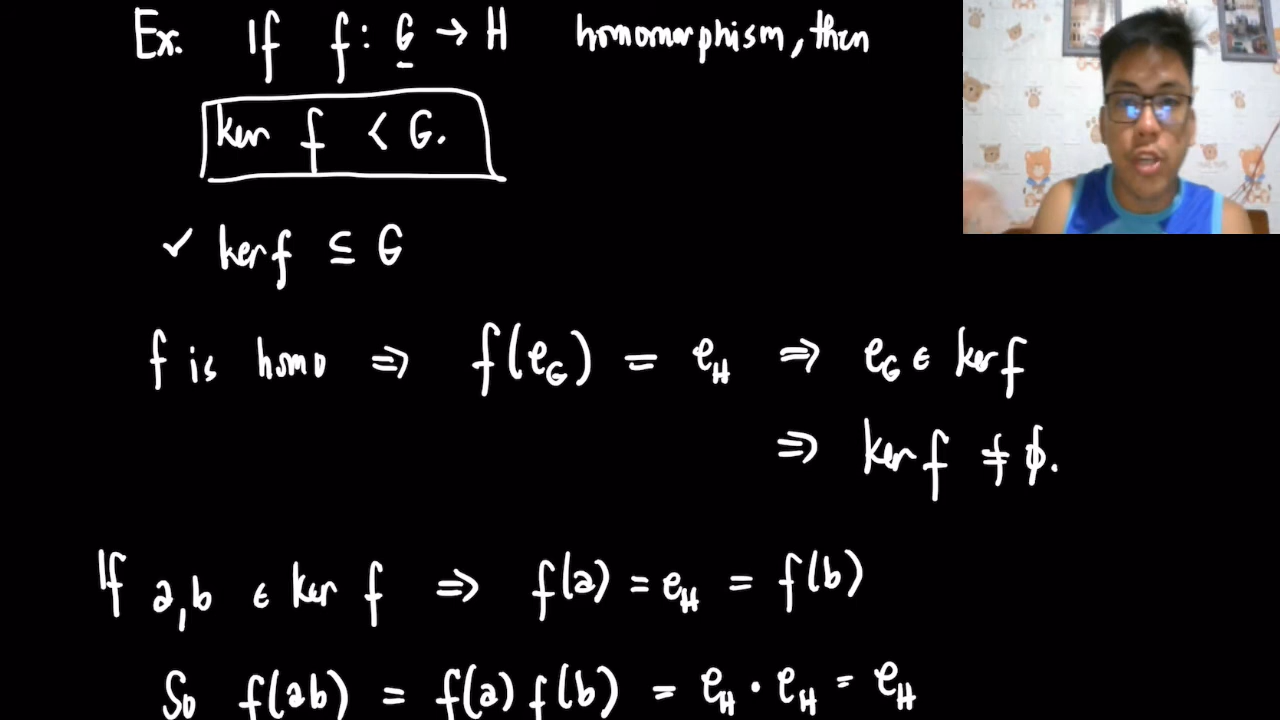 Ex. If f: G → H homomorphism, then
ker f < G.
✓ ker f ⊆ G
f is homo ⇒ f(e_G) = e_H ⇒ e_G ∈ ker f
⇒ ker f ≠ ϕ.
If a,b ∈ ker f ⇒ f(a) = e_H = f(b)
So f(ab) = f(a) f(b) = e_H · e_H = e_H